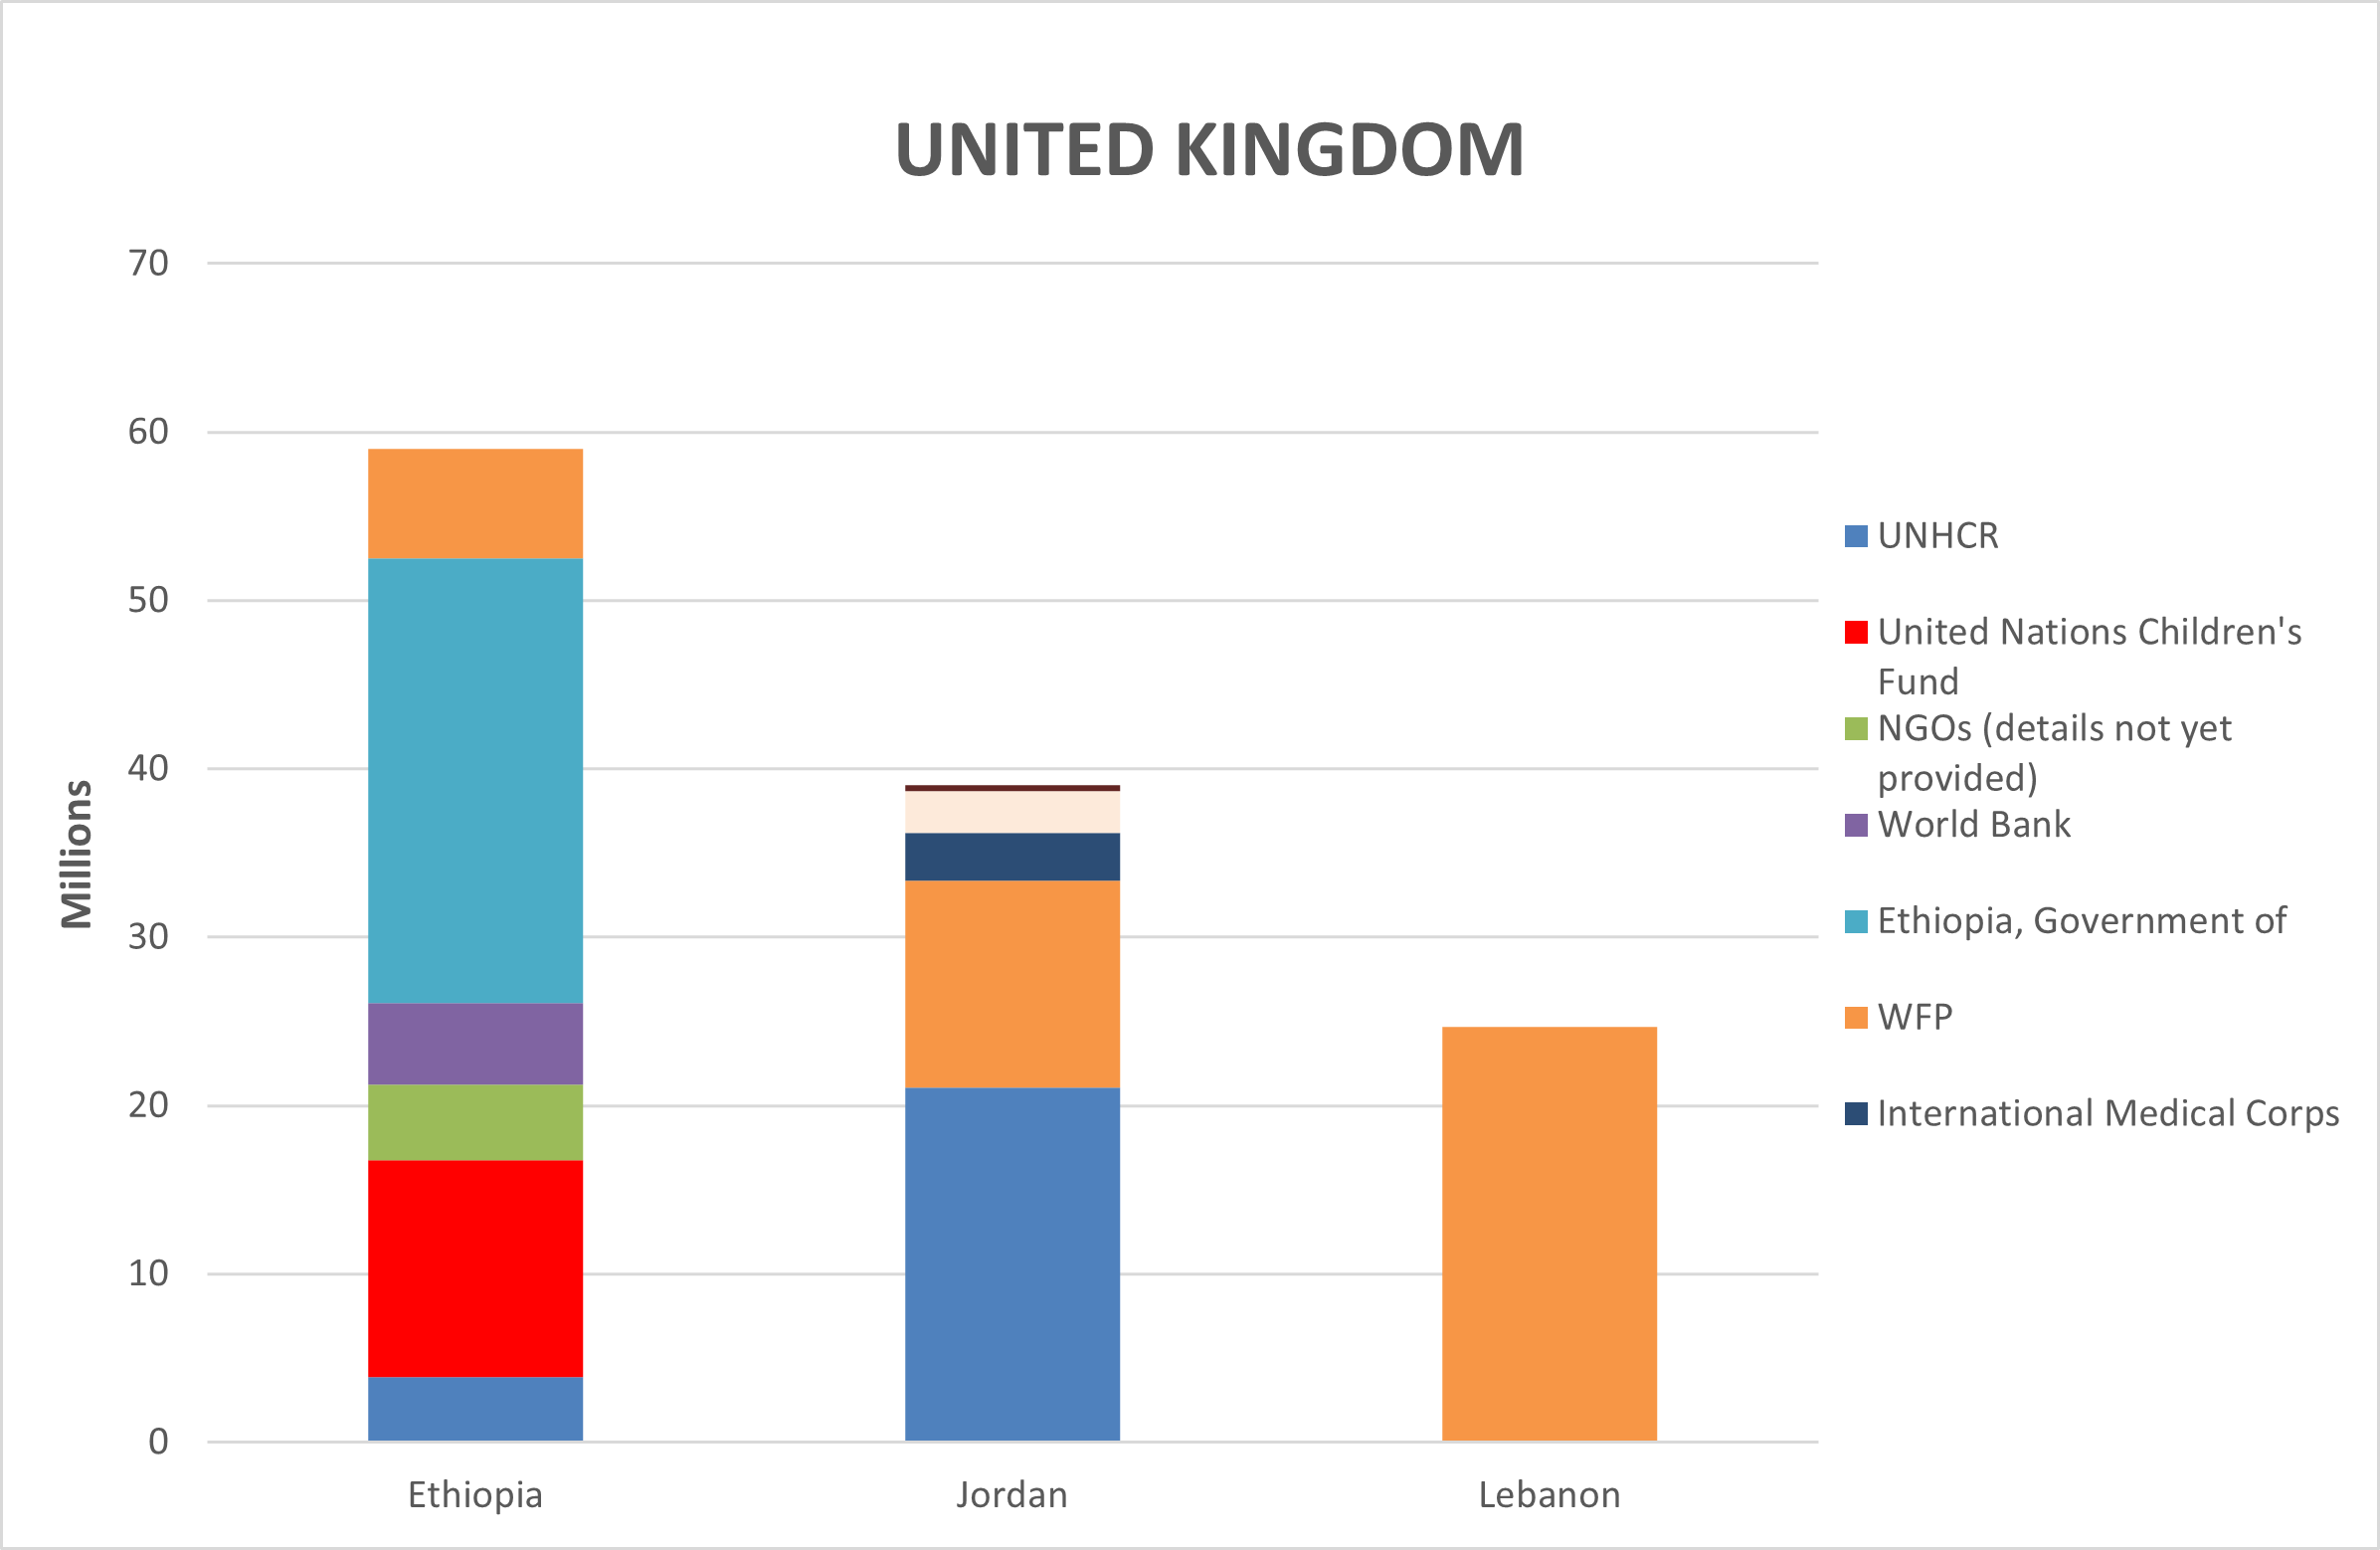 UNITED KINGDOM
70
60
50
40
30
20
10
0
Millions
Ethiopia
Jordan
Lebanon
UNHCR
United Nations Children's
Fund
NGOs (details not yet
provided)
World Bank
Ethiopia, Government of
WFP
International Medical Corps